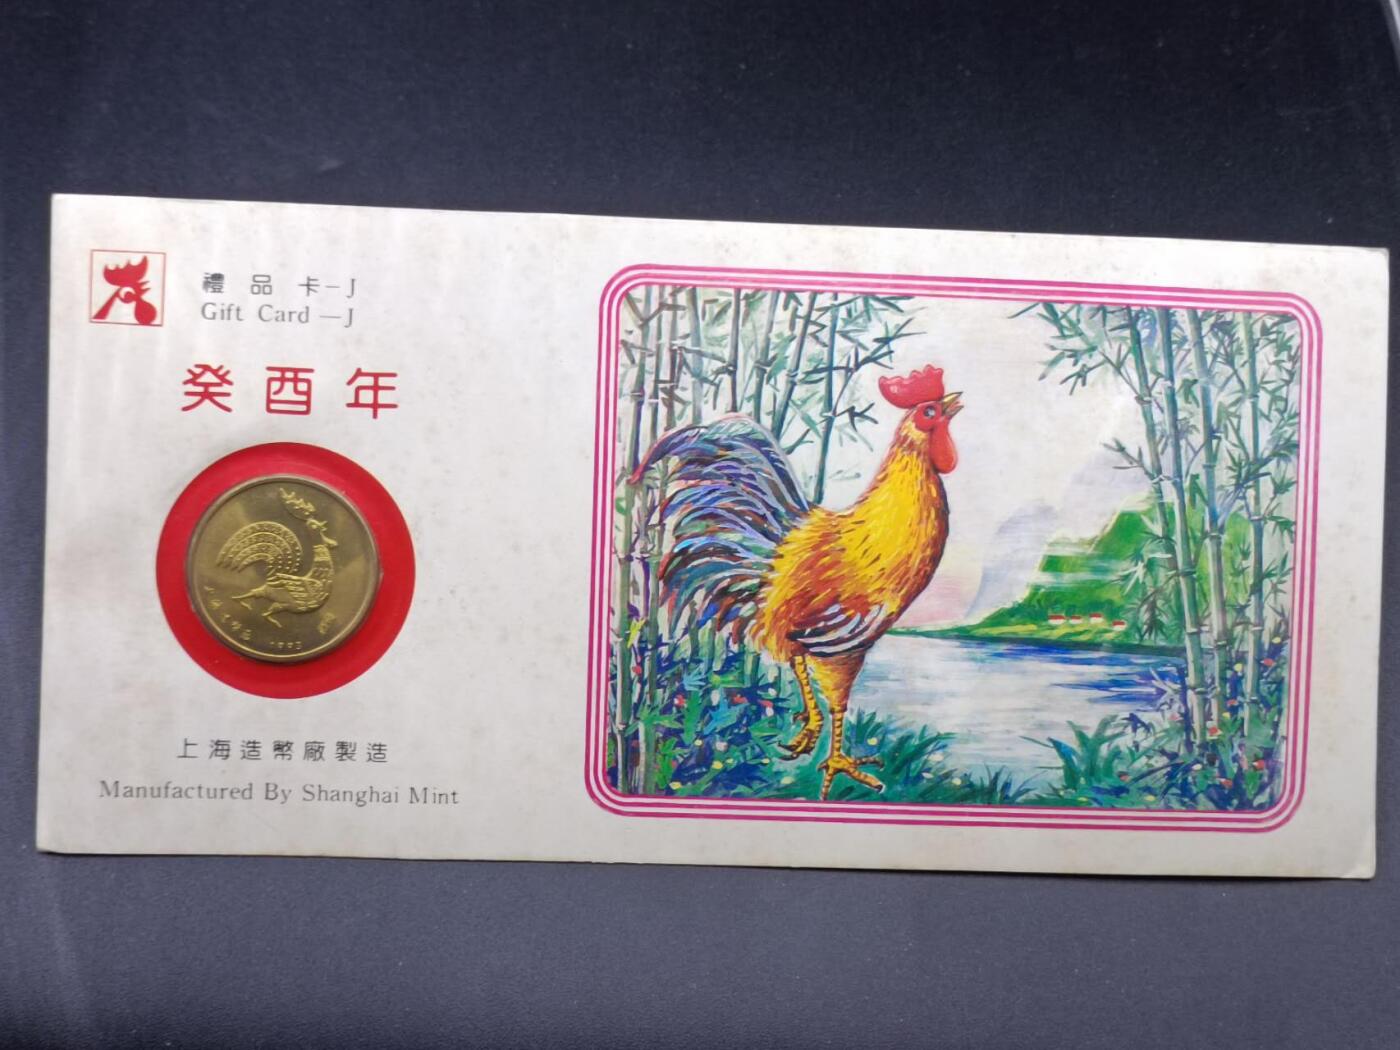 禮品卡—J
Gift Card—J
癸酉年
1993
上海造幣廠製造
Manufactured By Shanghai Mint